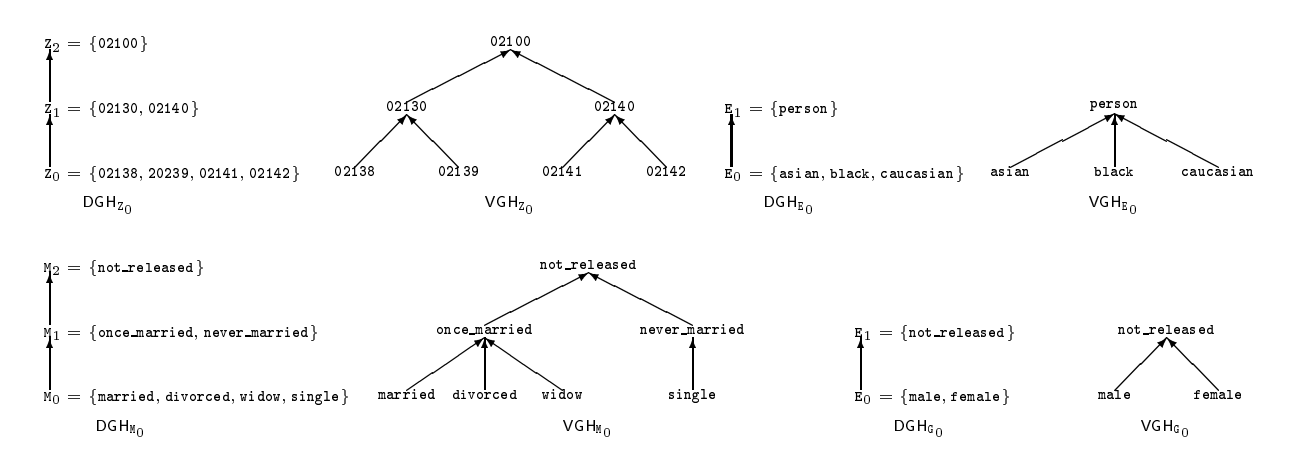 Z2 = {02100} 02100
Z1 = {02130, 02140} 02130 02140 E1 = {person} person
Z0 = {02138, 20239, 02141, 02142} 02138 02139 02141 02142 E0 = {asian, black, caucasian} asian black caucasian
DGHZ0 VGHZ0 DGHE0 VGHE0
M2 = {not_released} not_released
M1 = {once_married, never_married} once_married never_married E1 = {not_released} not_released
M0 = {married, divorced, widow, single} married divorced widow single E0 = {male, female} male female
DGHM0 VGHM0 DGHG0 VGHG0